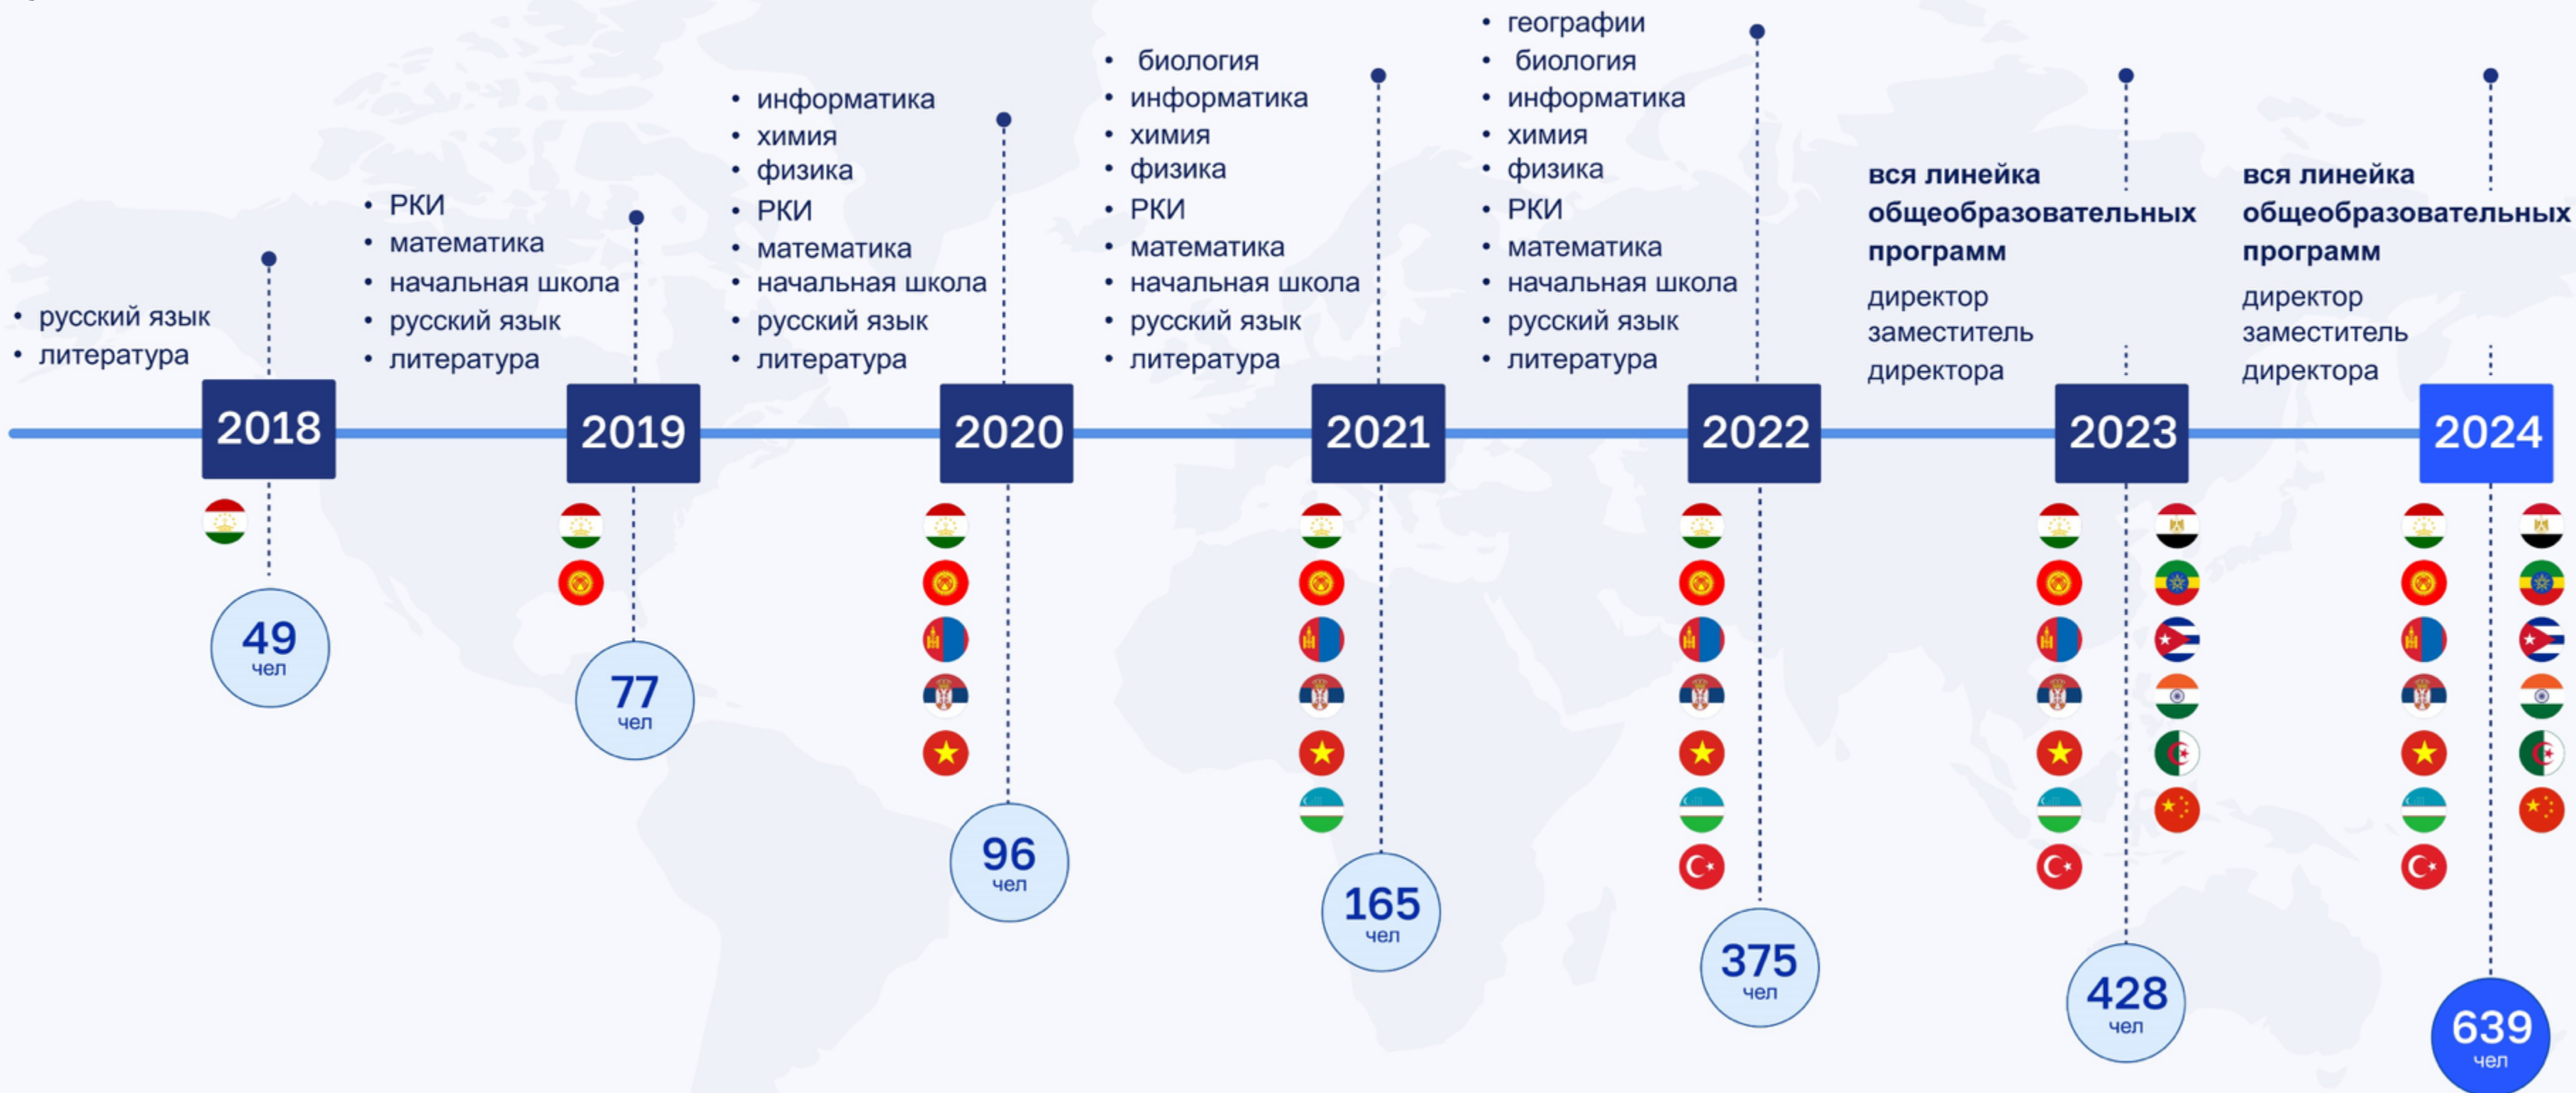 • русский язык
• литература
2018
49
чел
• РКИ
• математика
• начальная школа
• русский язык
• литература
2019
77
чел
• информатика
• химия
• физика
• РКИ
• математика
• начальная школа
• русский язык
• литература
2020
96
чел
• биология
• информатика
• химия
• физика
• РКИ
• математика
• начальная школа
• русский язык
• литература
2021
165
чел
• географии
• биология
• информатика
• химия
• физика
• РКИ
• математика
• начальная школа
• русский язык
• литература
2022
375
чел
вся линейка
общеобразовательных
программ
директор
заместитель
директора
2023
428
чел
вся линейка
общеобразовательных
программ
директор
заместитель
директора
2024
639
чел